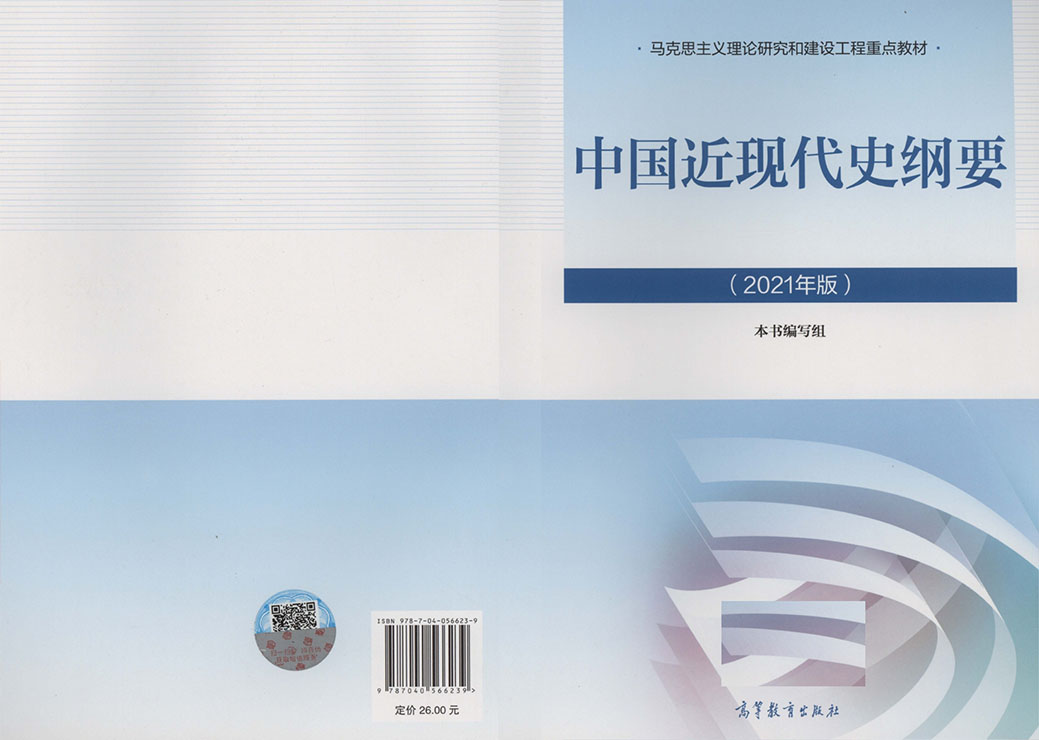 · 马克思主义理论研究和建设工程重点教材 ·
中国近现代史纲要
（2021年版）
本书编写组
高等教育出版社
ISBN 978-7-04-056623-9
9 787040 566239 >
定价 26.00 元